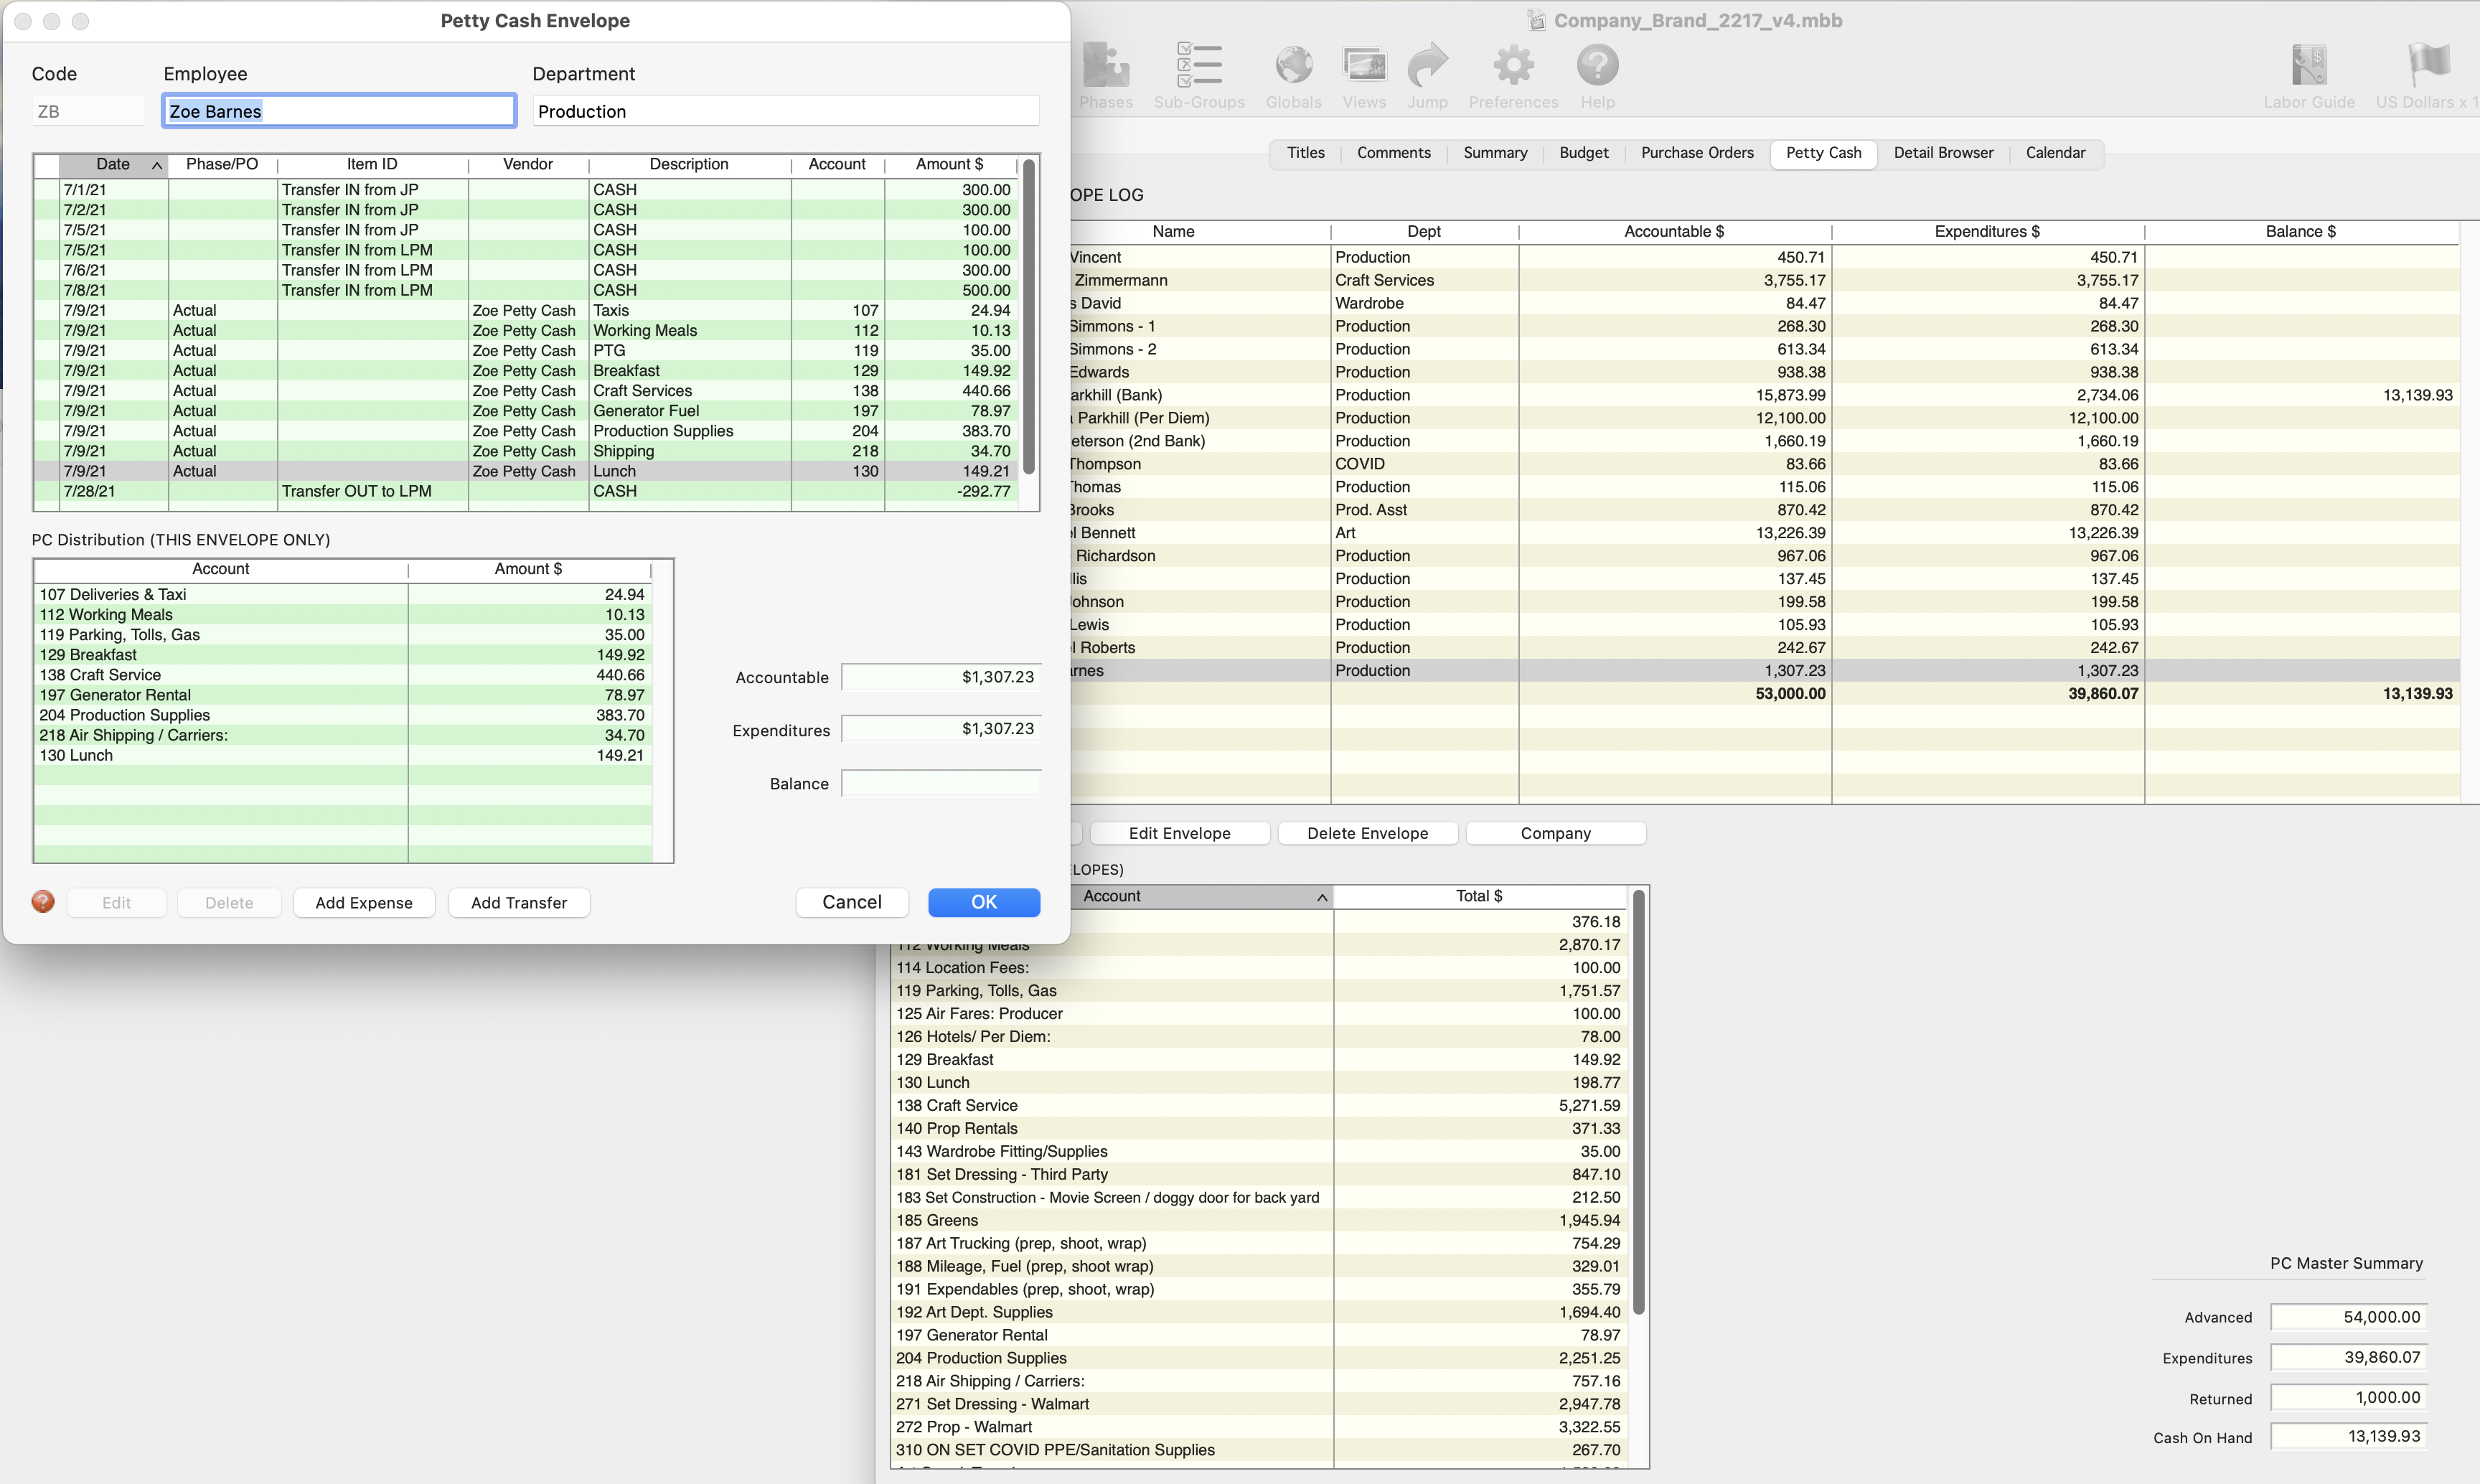 Petty Cash Envelope
Code Employee Department
ZB Zoe Barnes Production
Date Phase/PO Item ID Vendor Description Account Amount $
7/1/21 Transfer IN from JP CASH 300.00
7/2/21 Transfer IN from JP CASH 300.00
7/5/21 Transfer IN from JP CASH 100.00
7/5/21 Transfer IN from LPM CASH 100.00
7/6/21 Transfer IN from LPM CASH 300.00
7/8/21 Transfer IN from LPM CASH 500.00
7/9/21 Actual Zoe Petty Cash Taxis 107 24.94
7/9/21 Actual Zoe Petty Cash Working Meals 112 10.13
7/9/21 Actual Zoe Petty Cash PTG 119 35.00
7/9/21 Actual Zoe Petty Cash Breakfast 129 149.92
7/9/21 Actual Zoe Petty Cash Craft Services 138 440.66
7/9/21 Actual Zoe Petty Cash Generator Fuel 197 78.97
7/9/21 Actual Zoe Petty Cash Production Supplies 204 383.70
7/9/21 Actual Zoe Petty Cash Shipping 218 34.70
7/9/21 Actual Zoe Petty Cash Lunch 130 149.21
7/28/21 Transfer OUT to LPM CASH -292.77
PC Distribution (THIS ENVELOPE ONLY)
Account Amount $
107 Deliveries & Taxi 24.94
112 Working Meals 10.13
119 Parking, Tolls, Gas 35.00
129 Breakfast 149.92
138 Craft Service 440.66
197 Generator Rental 78.97
204 Production Supplies 383.70
218 Air Shipping / Carriers: 34.70
130 Lunch 149.21
Accountable $1,307.23
Expenditures $1,307.23
Balance
? Edit Delete Add Expense Add Transfer Cancel OK
Company_Brand_2217_v4.mbb
Phases Sub-Groups Globals Views Jump Preferences Help Labor Guide US Dollars x 1
Titles Comments Summary Budget Purchase Orders Petty Cash Detail Browser Calendar
OPE LOG
Name Dept Accountable $ Expenditures $ Balance $
Vincent Production 450.71 450.71
Zimmermann Craft Services 3,755.17 3,755.17
s David Wardrobe 84.47 84.47
Simmons - 1 Production 268.30 268.30
Simmons - 2 Production 613.34 613.34
Edwards Production 938.38 938.38
arkhill (Bank) Production 15,873.99 2,734.06 13,139.93
Parkhill (Per Diem) Production 12,100.00 12,100.00
eterson (2nd Bank) Production 1,660.19 1,660.19
Thompson COVID 83.66 83.66
Thomas Production 115.06 115.06
Brooks Prod. Asst 870.42 870.42
l Bennett Art 13,226.39 13,226.39
Richardson Production 967.06 967.06
llis Production 137.45 137.45
Johnson Production 199.58 199.58
Lewis Production 105.93 105.93
l Roberts Production 242.67 242.67
arnes Production 1,307.23 1,307.23
53,000.00 39,860.07 13,139.93
Edit Envelope Delete Envelope Company
ELOPES)
Account Total $
376.18
112 Working Meals 2,870.17
114 Location Fees: 100.00
119 Parking, Tolls, Gas 1,751.57
125 Air Fares: Producer 100.00
126 Hotels/ Per Diem: 78.00
129 Breakfast 149.92
130 Lunch 198.77
138 Craft Service 5,271.59
140 Prop Rentals 371.33
143 Wardrobe Fitting/Supplies 35.00
181 Set Dressing - Third Party 847.10
183 Set Construction - Movie Screen / doggy door for back yard 212.50
185 Greens 1,945.94
187 Art Trucking (prep, shoot, wrap) 754.29
188 Mileage, Fuel (prep, shoot wrap) 329.01
191 Expendables (prep, shoot, wrap) 355.79
192 Art Dept. Supplies 1,694.40
197 Generator Rental 78.97
204 Production Supplies 2,251.25
218 Air Shipping / Carriers: 757.16
271 Set Dressing - Walmart 2,947.78
272 Prop - Walmart 3,322.55
310 ON SET COVID PPE/Sanitation Supplies 267.70
PC Master Summary
Advanced 54,000.00
Expenditures 39,860.07
Returned 1,000.00
Cash On Hand 13,139.93